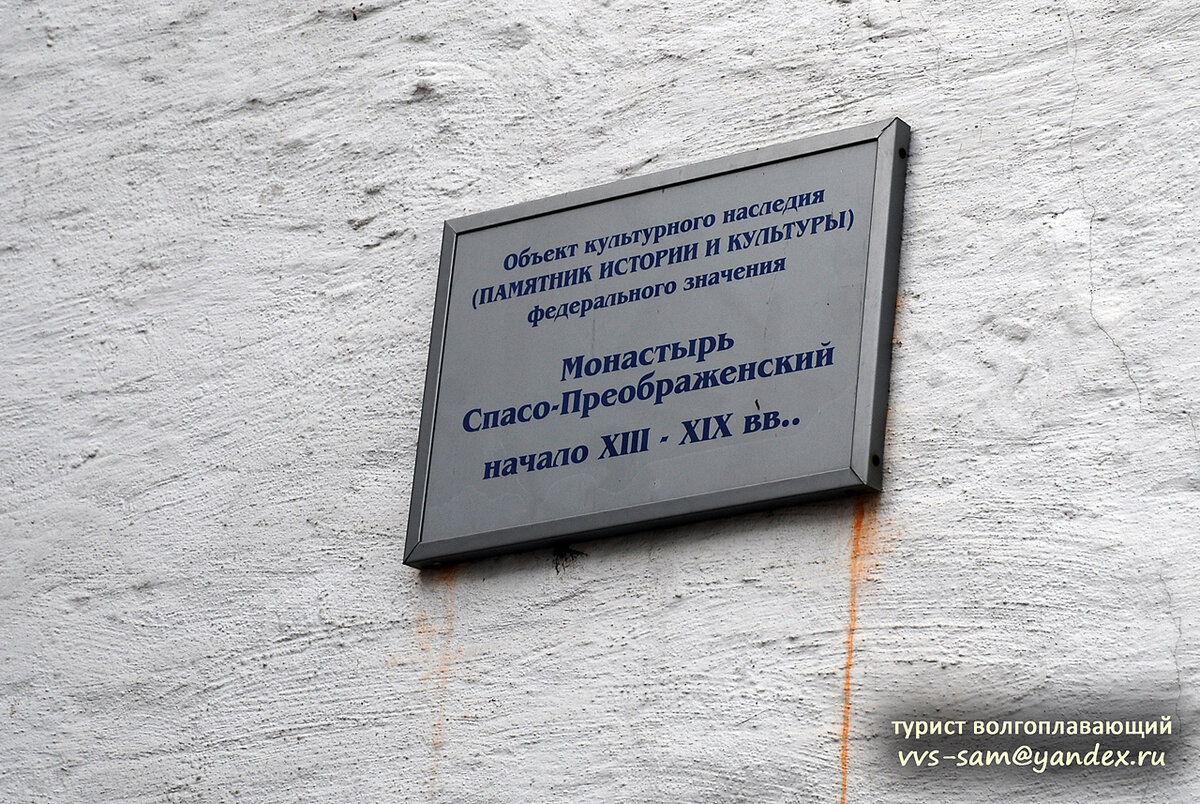 Объект культурного наследия
(ПАМЯТНИК ИСТОРИИ И КУЛЬТУРЫ)
федерального значения
Монастырь
Спасо-Преображенский
начало XIII - XIX вв..
турист волгоплавающий
vvs-sam@yandex.ru